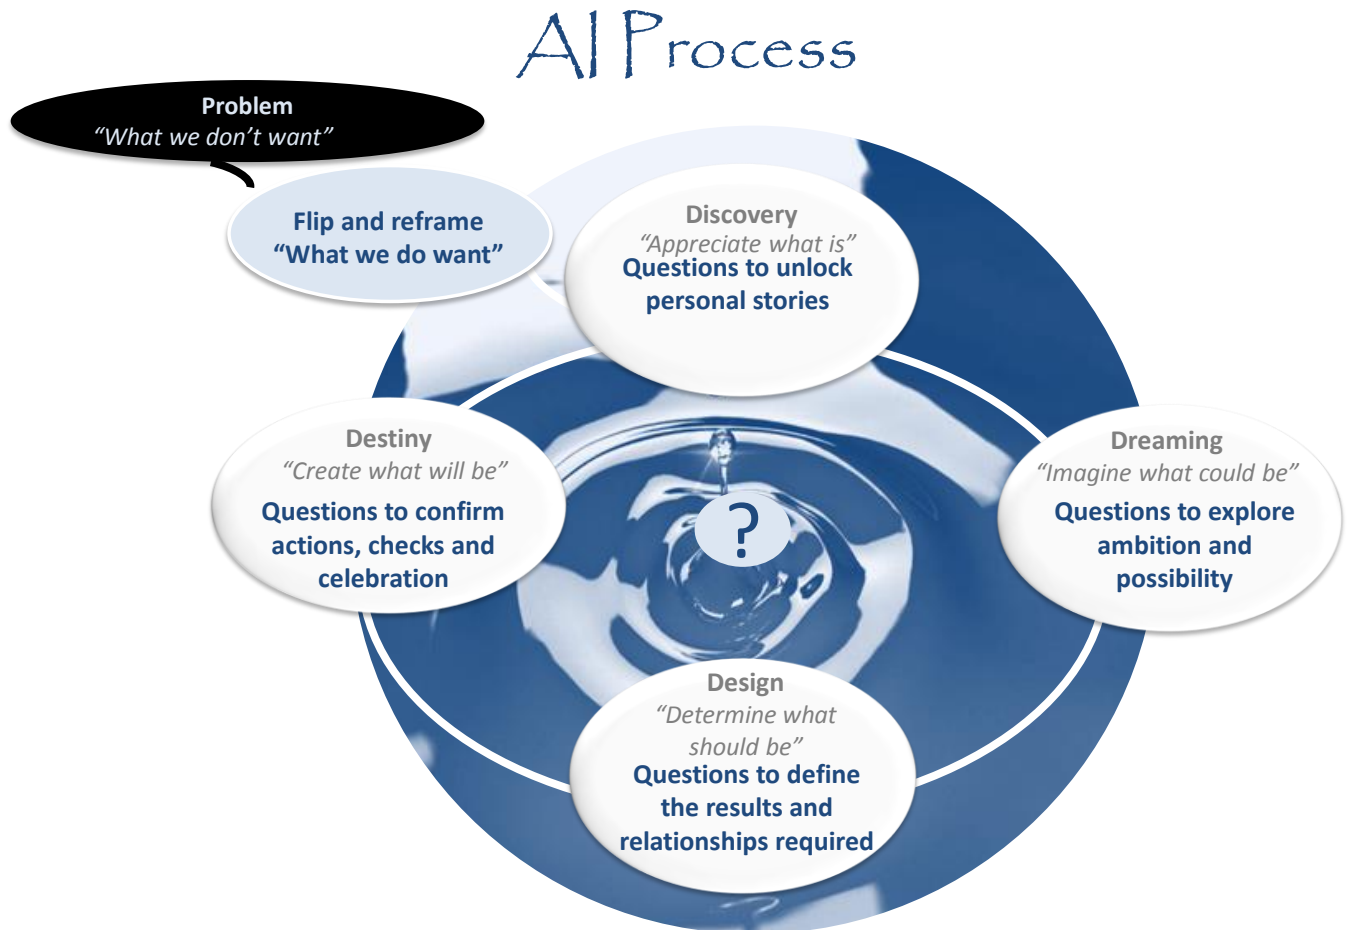 AI Process
Problem
“What we don’t want”
Flip and reframe
“What we do want”
Discovery
“Appreciate what is”
Questions to unlock
personal stories
Destiny
“Create what will be”
Questions to confirm
actions, checks and
celebration
Dreaming
“Imagine what could be”
Questions to explore
ambition and
possibility
?
Design
“Determine what
should be”
Questions to define
the results and
relationships required